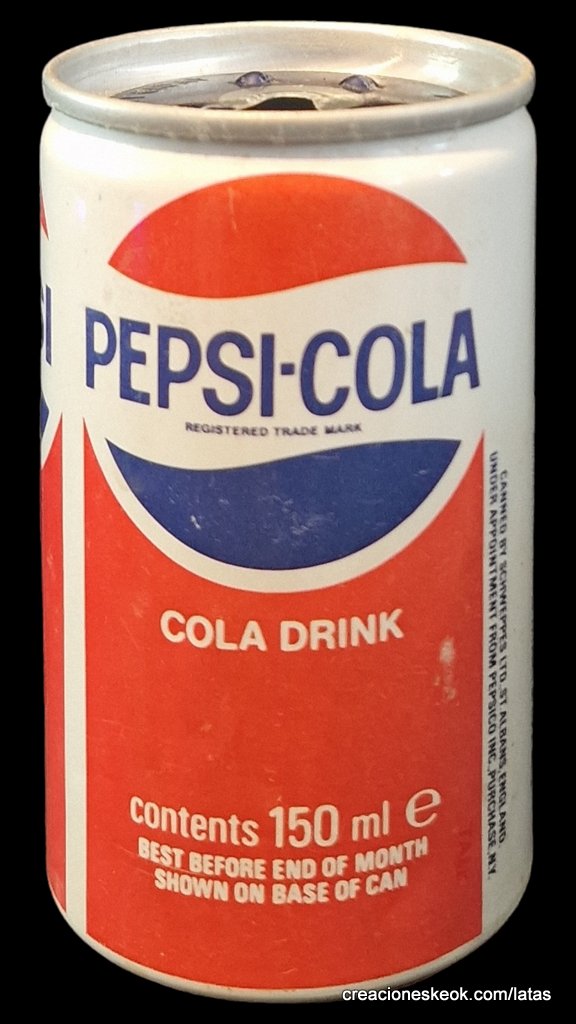 PEPSI-COLA
REGISTERED TRADE MARK
COLA DRINK
contents 150 ml e
BEST BEFORE END OF MONTH
SHOWN ON BASE OF CAN
CANNED BY SCHWEPPES LTD. ST. ALBANS, ENGLAND
UNDER APPOINTMENT FROM PEPSICO INC., PURCHASE, N.Y.
SI
creacioneskeok.com/latas